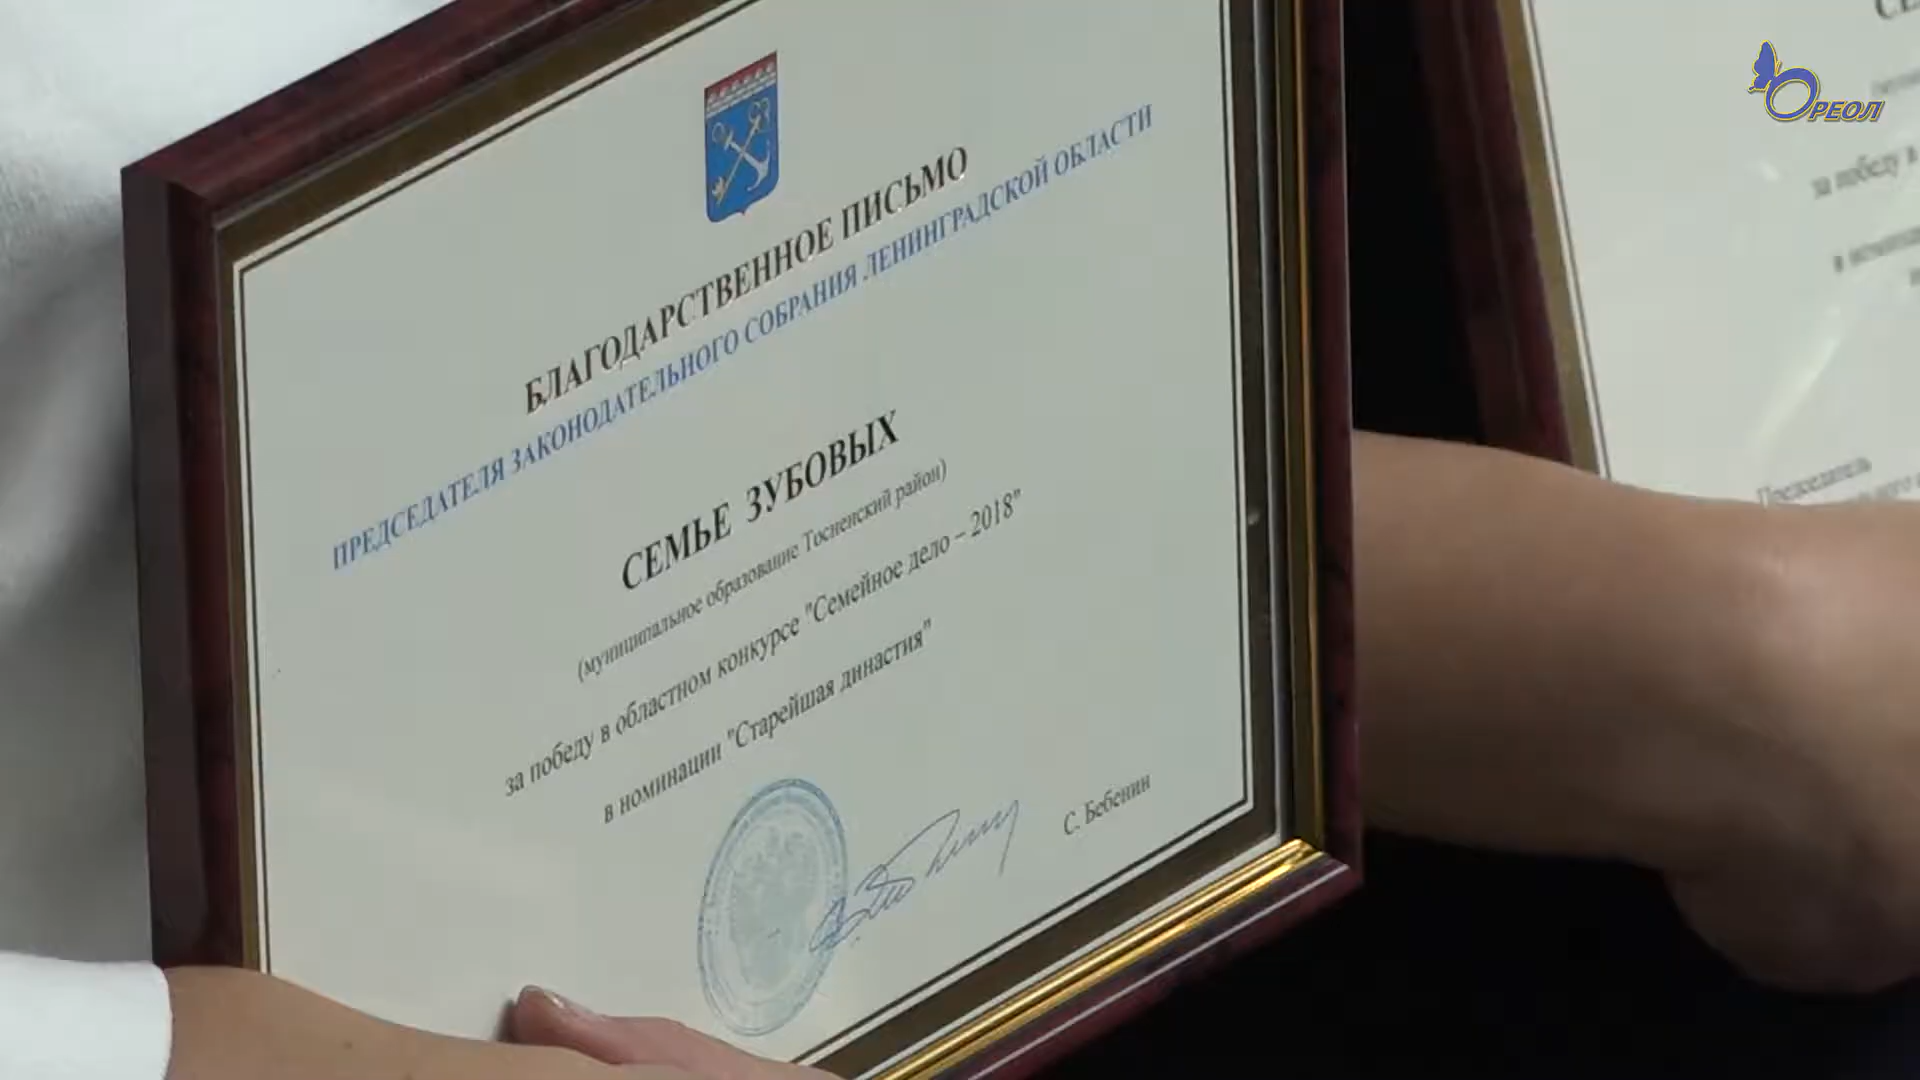 БЛАГОДАРСТВЕННОЕ ПИСЬМО
ПРЕДСЕДАТЕЛЯ ЗАКОНОДАТЕЛЬНОГО СОБРАНИЯ ЛЕНИНГРАДСКОЙ ОБЛАСТИ
СЕМЬЕ ЗУБОВЫХ
(муниципальное образование Тосненский район)
за победу в областном конкурсе "Семейное дело – 2018"
в номинации "Старейшая династия"
С. Бебенин
ОРЕОЛ
за победу в
Председатель